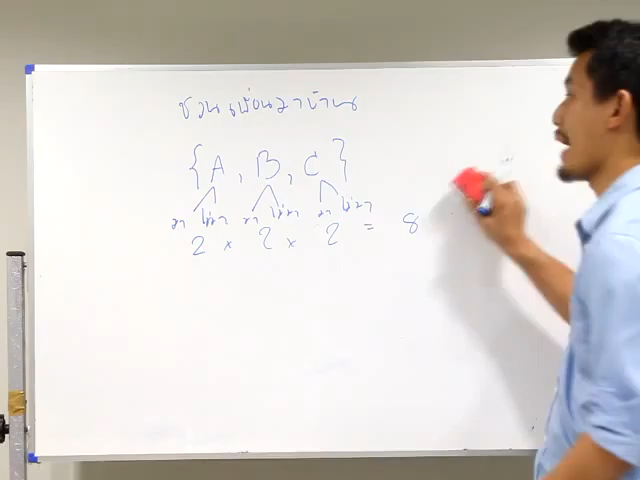 ชวนเพื่อนมาบ้าน
{ A , B , C }
มา ไม่มา มา ไม่มา มา ไม่มา
2 × 2 × 2 = 8